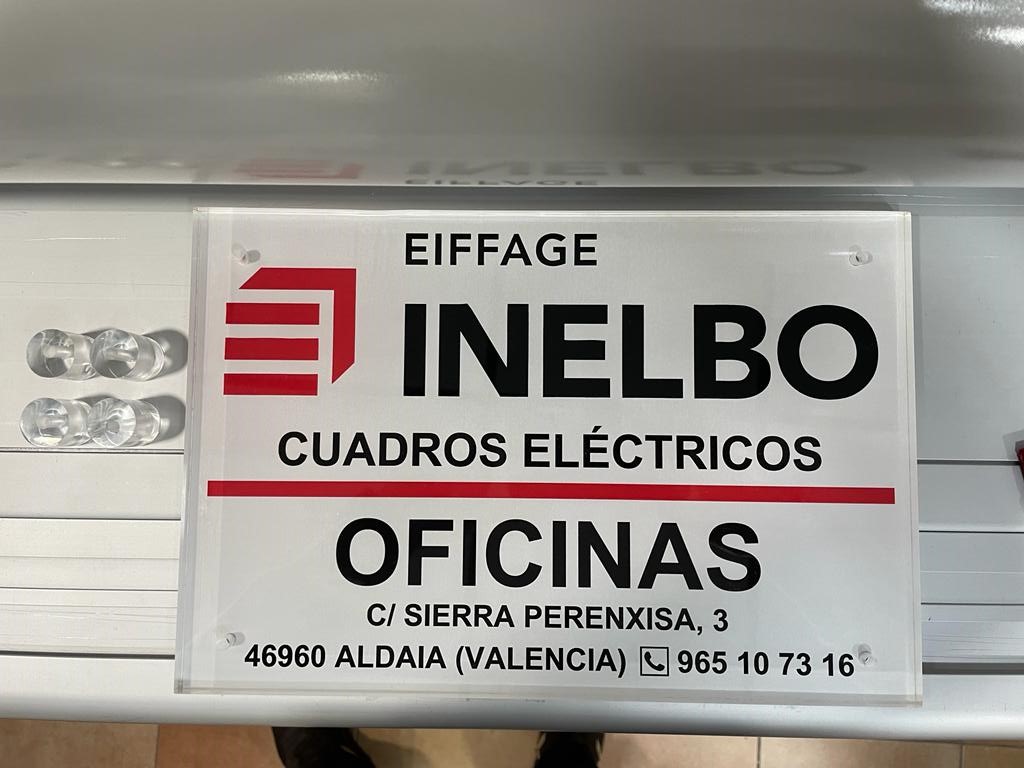 EIFFAGE
INELBO
CUADROS ELÉCTRICOS
OFICINAS
C/ SIERRA PERENXISA, 3
46960 ALDAIA (VALENCIA) 965 10 73 16